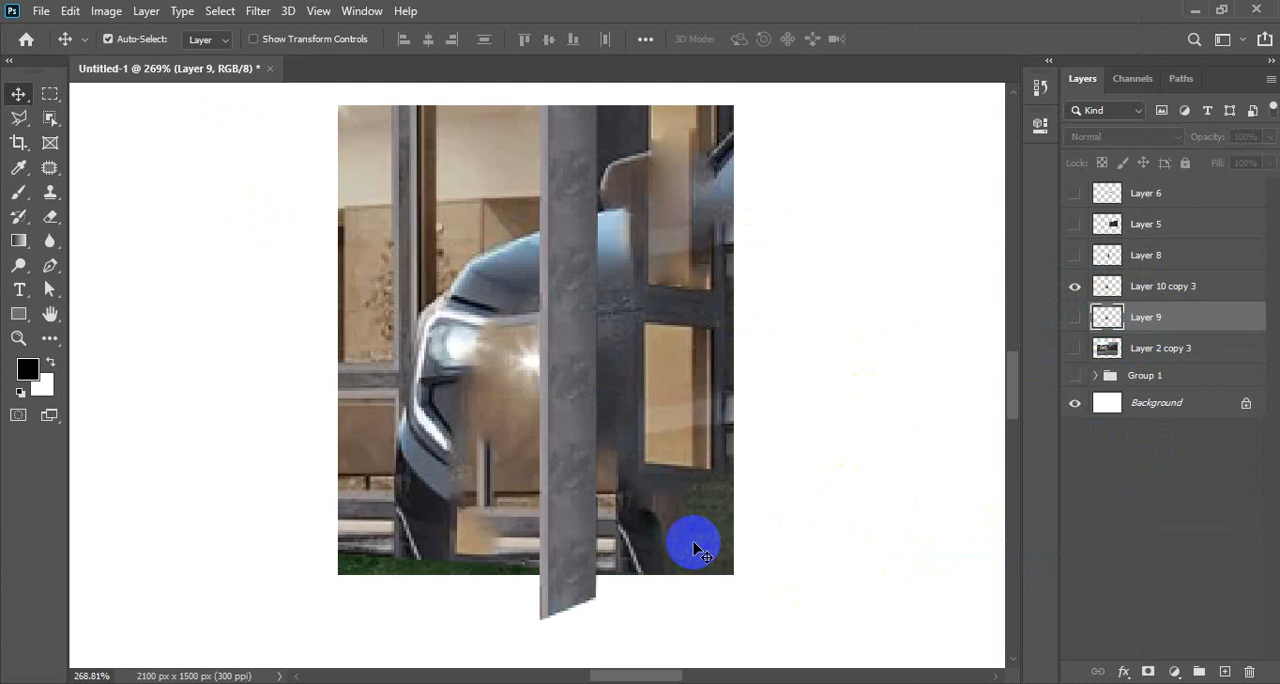 Ps File Edit Image Layer Type Select Filter 3D View Window Help
Auto-Select: Layer Show Transform Controls 3D Mode:
Untitled-1 @ 269% (Layer 9, RGB/8) *
Layers Channels Paths
Kind
Normal Opacity: 100%
Lock: Fill: 100%
Layer 6
Layer 5
Layer 8
Layer 10 copy 3
Layer 9
Layer 2 copy 3
Group 1
Background
268.81% 2100 px x 1500 px (300 ppi)